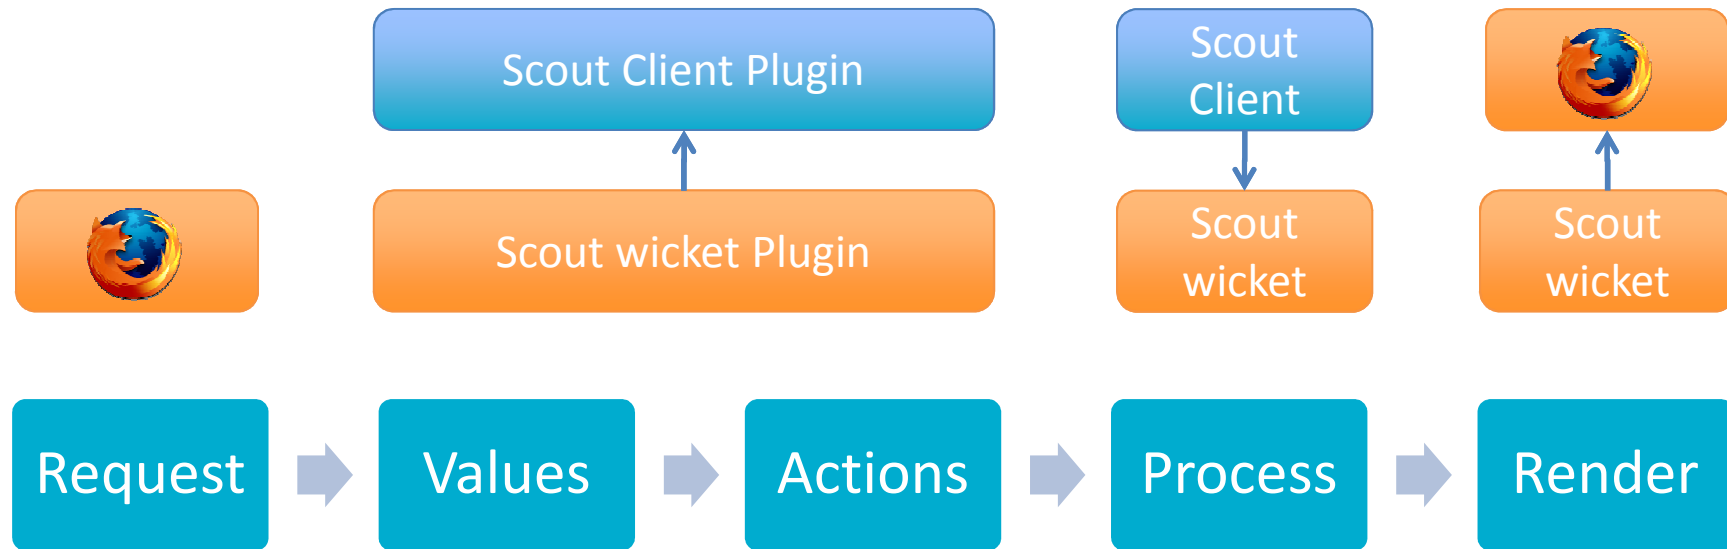 Scout Client Plugin
Scout
Client
Scout wicket Plugin
Scout
wicket
Scout
wicket
Request
Values
Actions
Process
Render